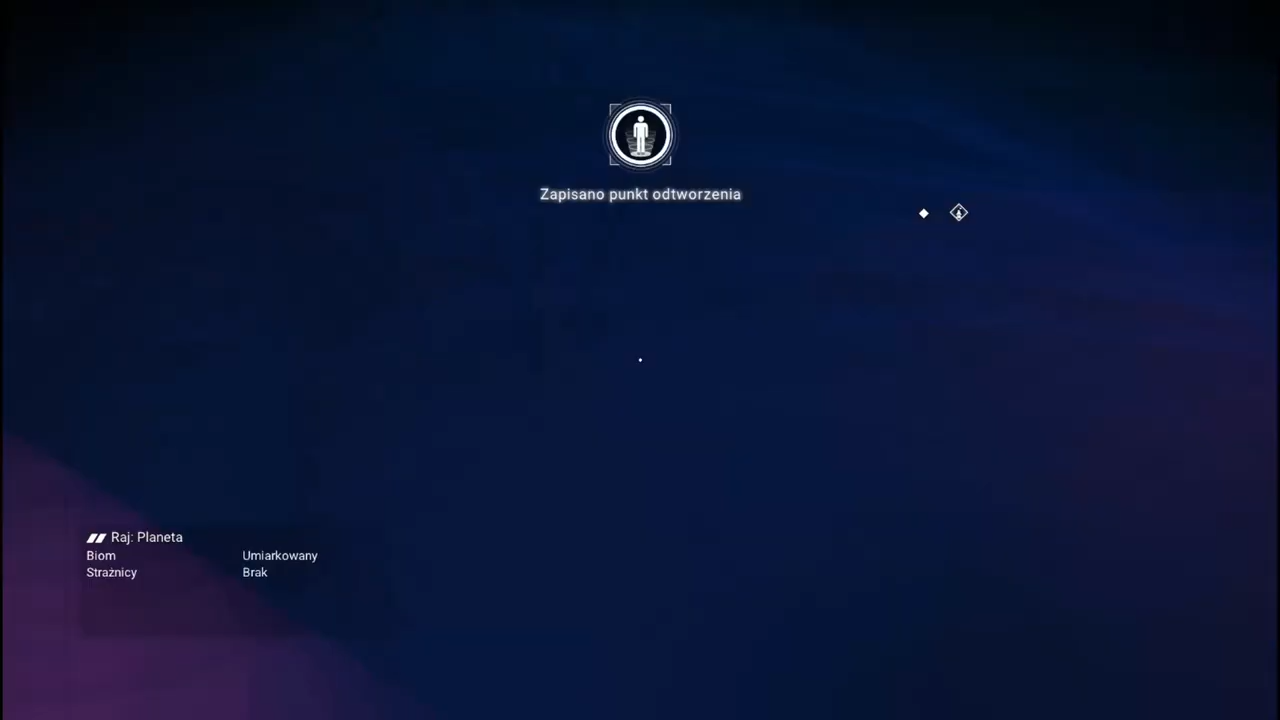 Zapisano punkt odtworzenia
Raj: Planeta
Biom Umiarkowany
Strażnicy Brak